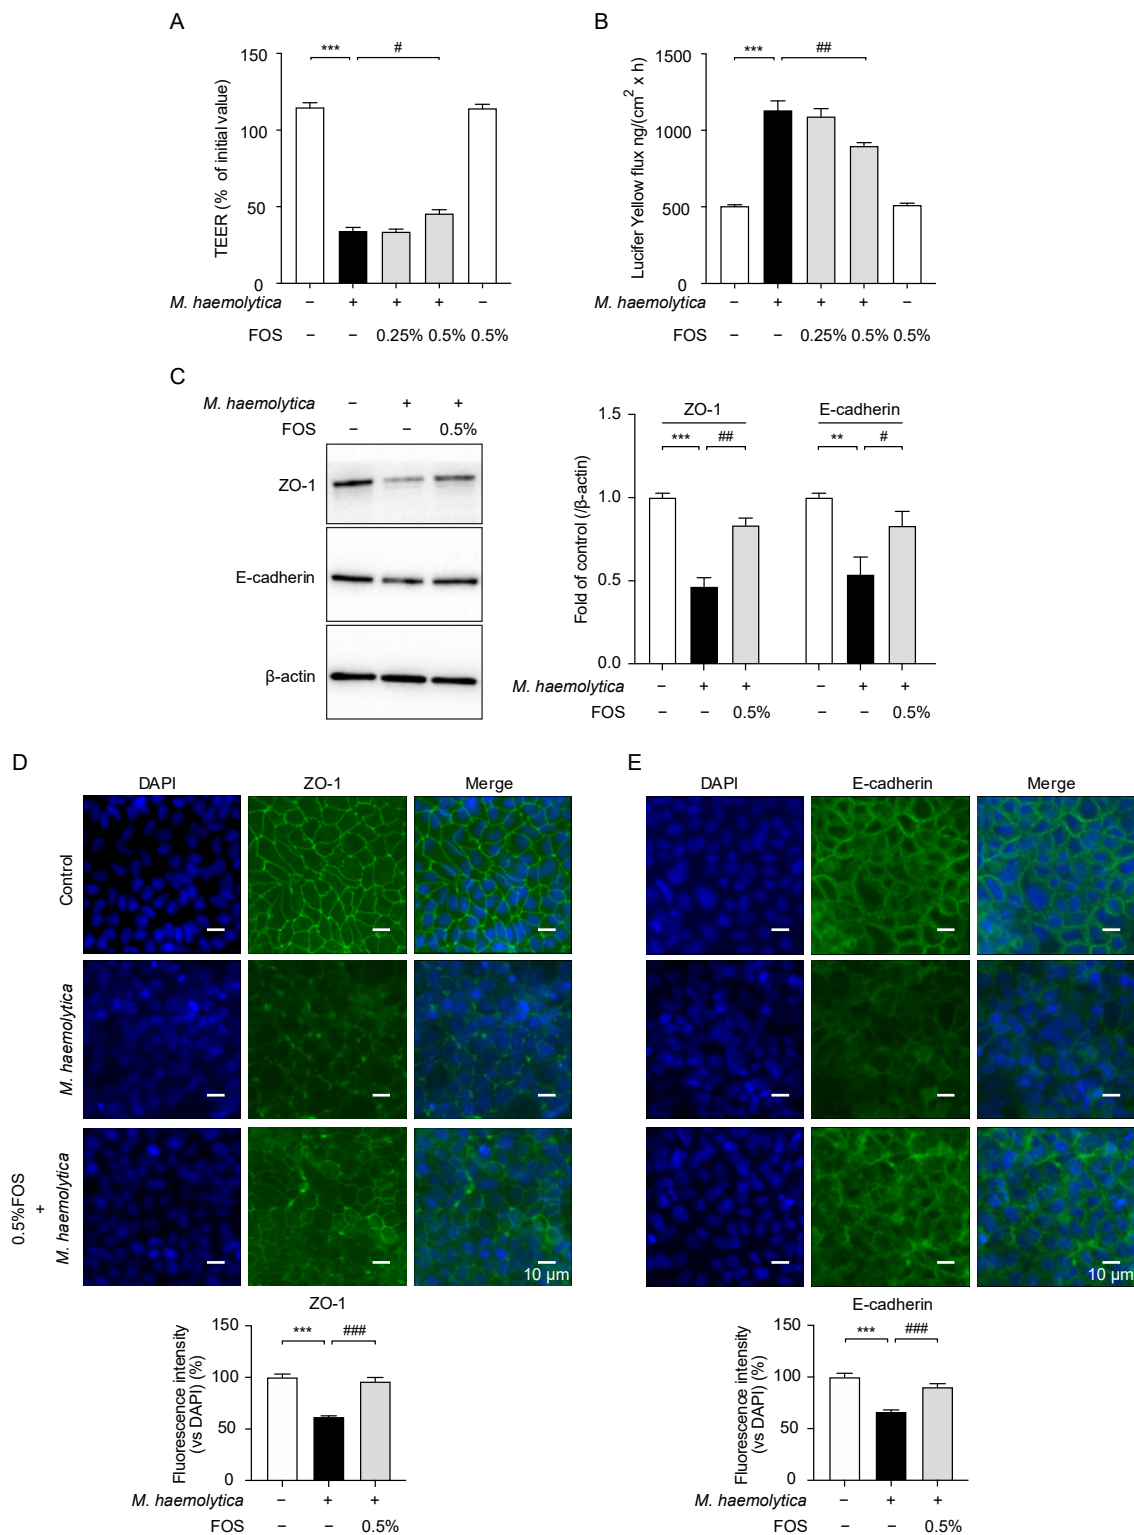 A
150
100
50
0
TEER (% of initial value)
*** #
M. haemolytica − + + + −
FOS − − 0.25% 0.5% 0.5%
B
1500
1000
500
0
Lucifer Yellow flux ng/(cm² x h)
*** ##
M. haemolytica − + + + −
FOS − − 0.25% 0.5% 0.5%
C
M. haemolytica − + +
FOS − − 0.5%
ZO-1
E-cadherin
β-actin
1.5
1.0
0.5
0.0
Fold of control (/β-actin)
ZO-1 E-cadherin
*** ## ** #
M. haemolytica − + + − + +
FOS − − 0.5% − − 0.5%
D
DAPI ZO-1 Merge
Control
M. haemolytica
0.5%FOS
+
M. haemolytica
10 µm
ZO-1
150
100
50
0
Fluorescence intensity
(vs DAPI) (%)
*** ###
M. haemolytica − + +
FOS − − 0.5%
E
DAPI E-cadherin Merge
10 µm
E-cadherin
150
100
50
0
Fluorescence intensity
(vs DAPI) (%)
*** ###
M. haemolytica − + +
FOS − − 0.5%